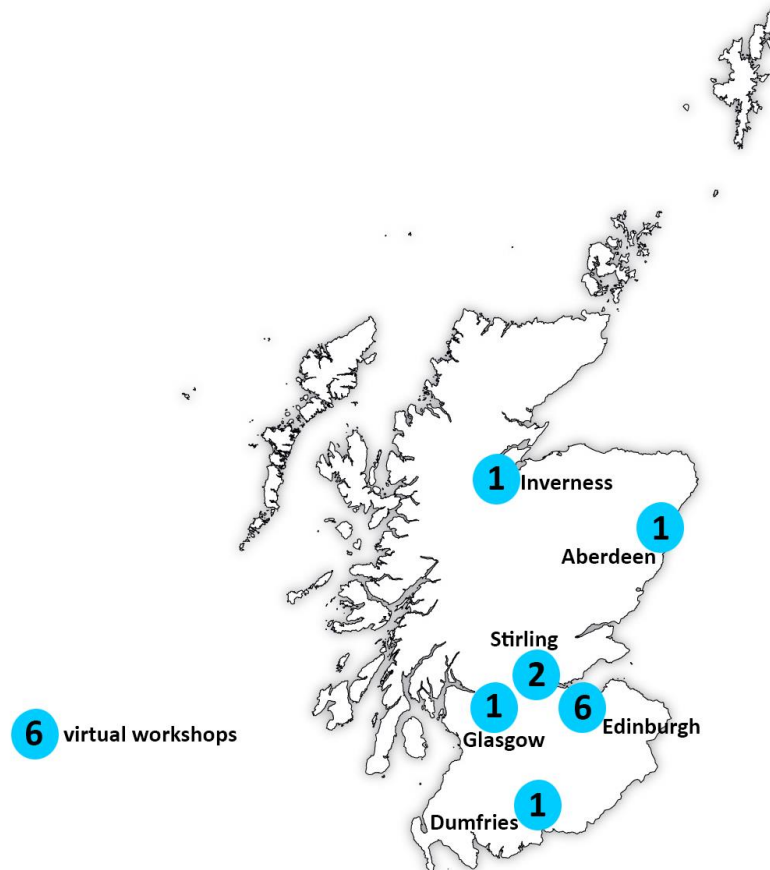 1 Inverness
1
Aberdeen
Stirling
2
1
6
Glasgow
Edinburgh
6 virtual workshops
1
Dumfries